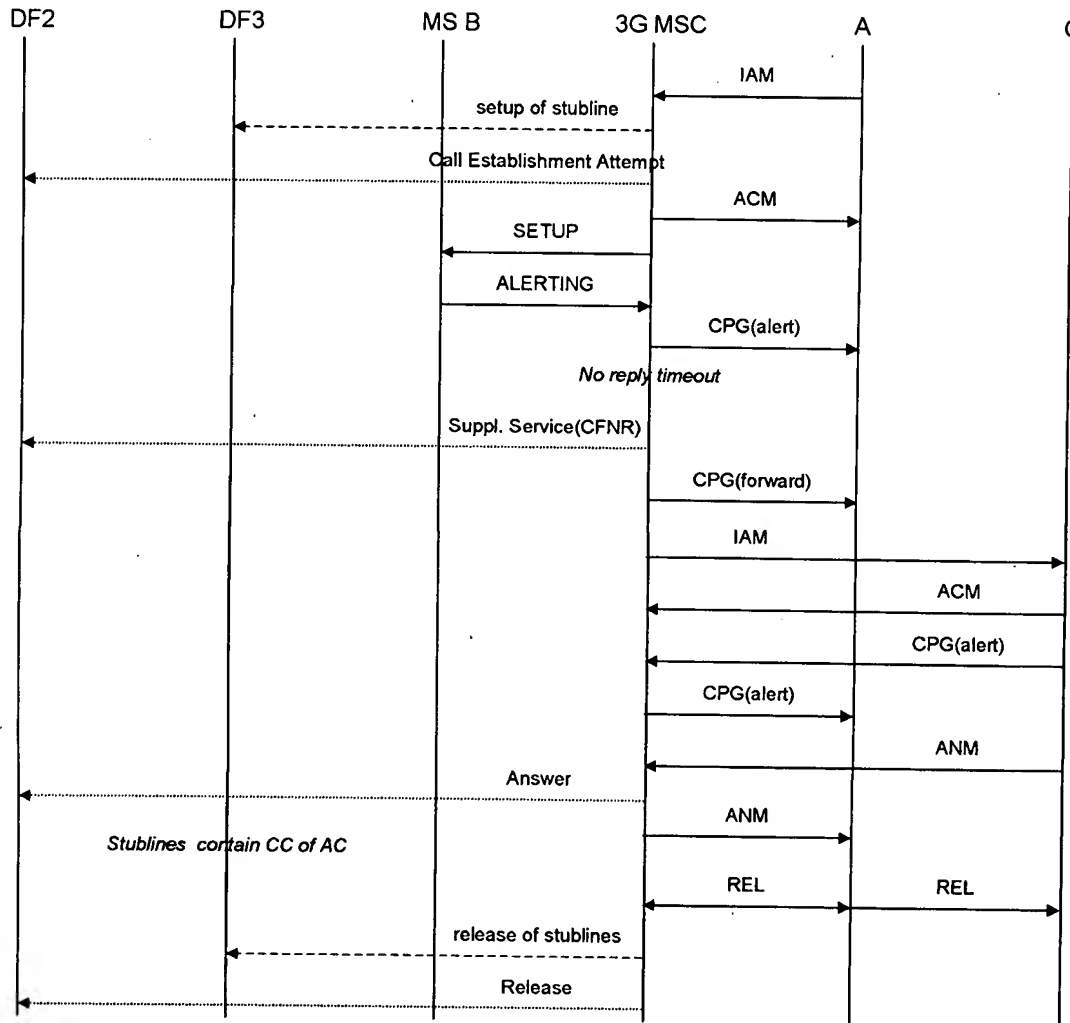 DF2 DF3 MS B 3G MSC A
IAM
setup of stubline
Call Establishment Attempt
ACM
SETUP
ALERTING
CPG(alert)
No reply timeout
Suppl. Service(CFNR)
CPG(forward)
IAM
ACM
CPG(alert)
CPG(alert)
ANM
Answer
ANM
Stublines contain CC of AC
REL REL
release of stublines
Release